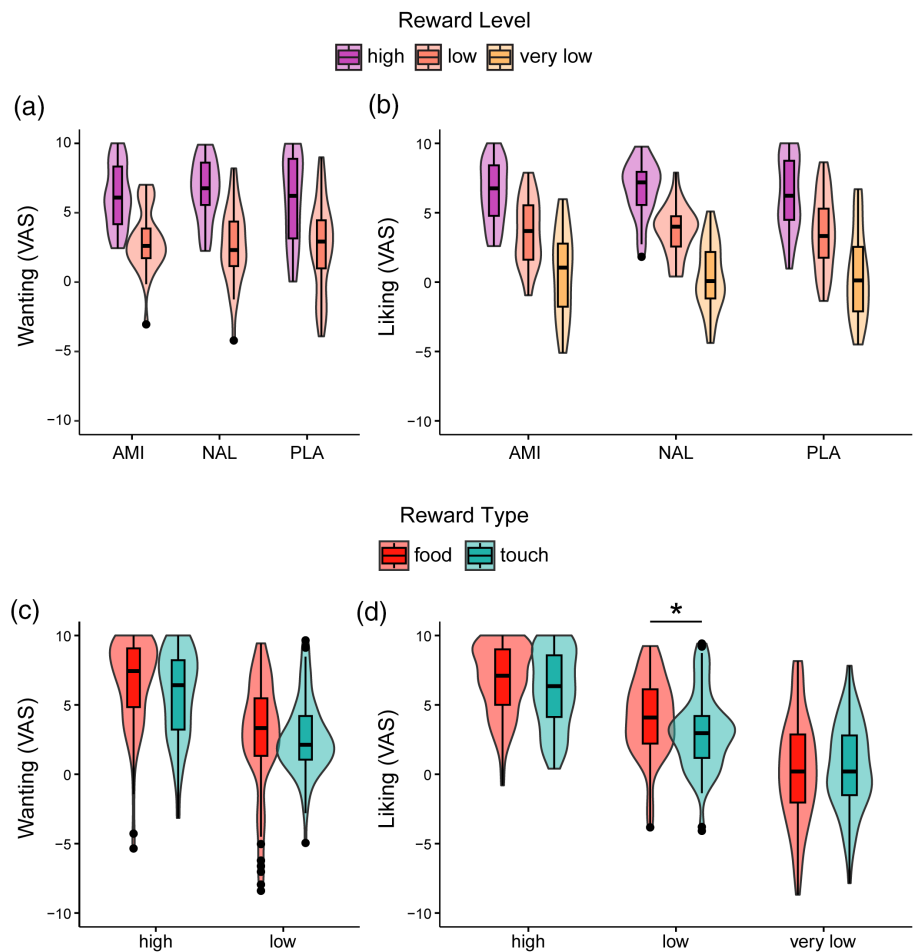 Reward Level
high low very low
(a) (b)
Wanting (VAS)
10
5
0
−5
−10
AMI NAL PLA
Liking (VAS)
10
5
0
−5
−10
AMI NAL PLA
Reward Type
food touch
(c) (d)
Wanting (VAS)
10
5
0
−5
−10
high low
Liking (VAS)
10
5
0
−5
−10
*
high low very low